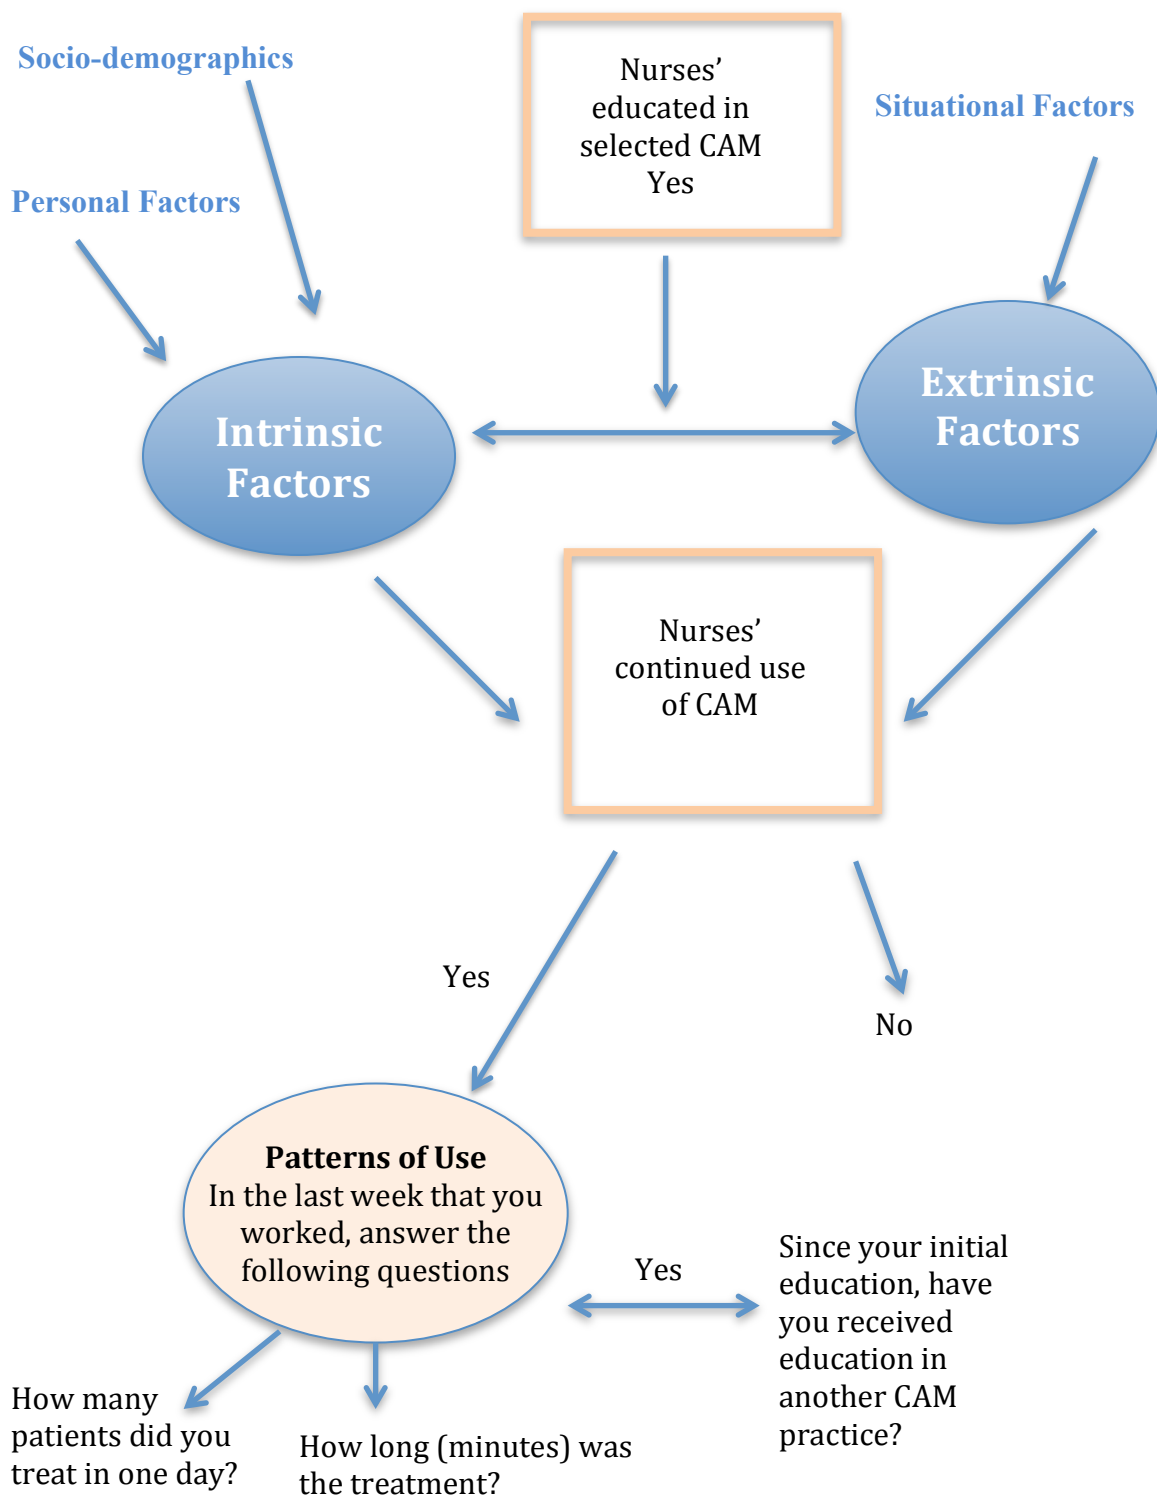 Socio-demographics
Nurses’
educated in
selected CAM
Yes
Situational Factors
Personal Factors
Intrinsic
Factors
Extrinsic
Factors
Nurses’
continued use
of CAM
Yes
No
Patterns of Use
In the last week that you
worked, answer the
following questions
Yes
Since your initial
education, have
you received
education in
another CAM
practice?
How many
patients did you
treat in one day?
How long (minutes) was
the treatment?